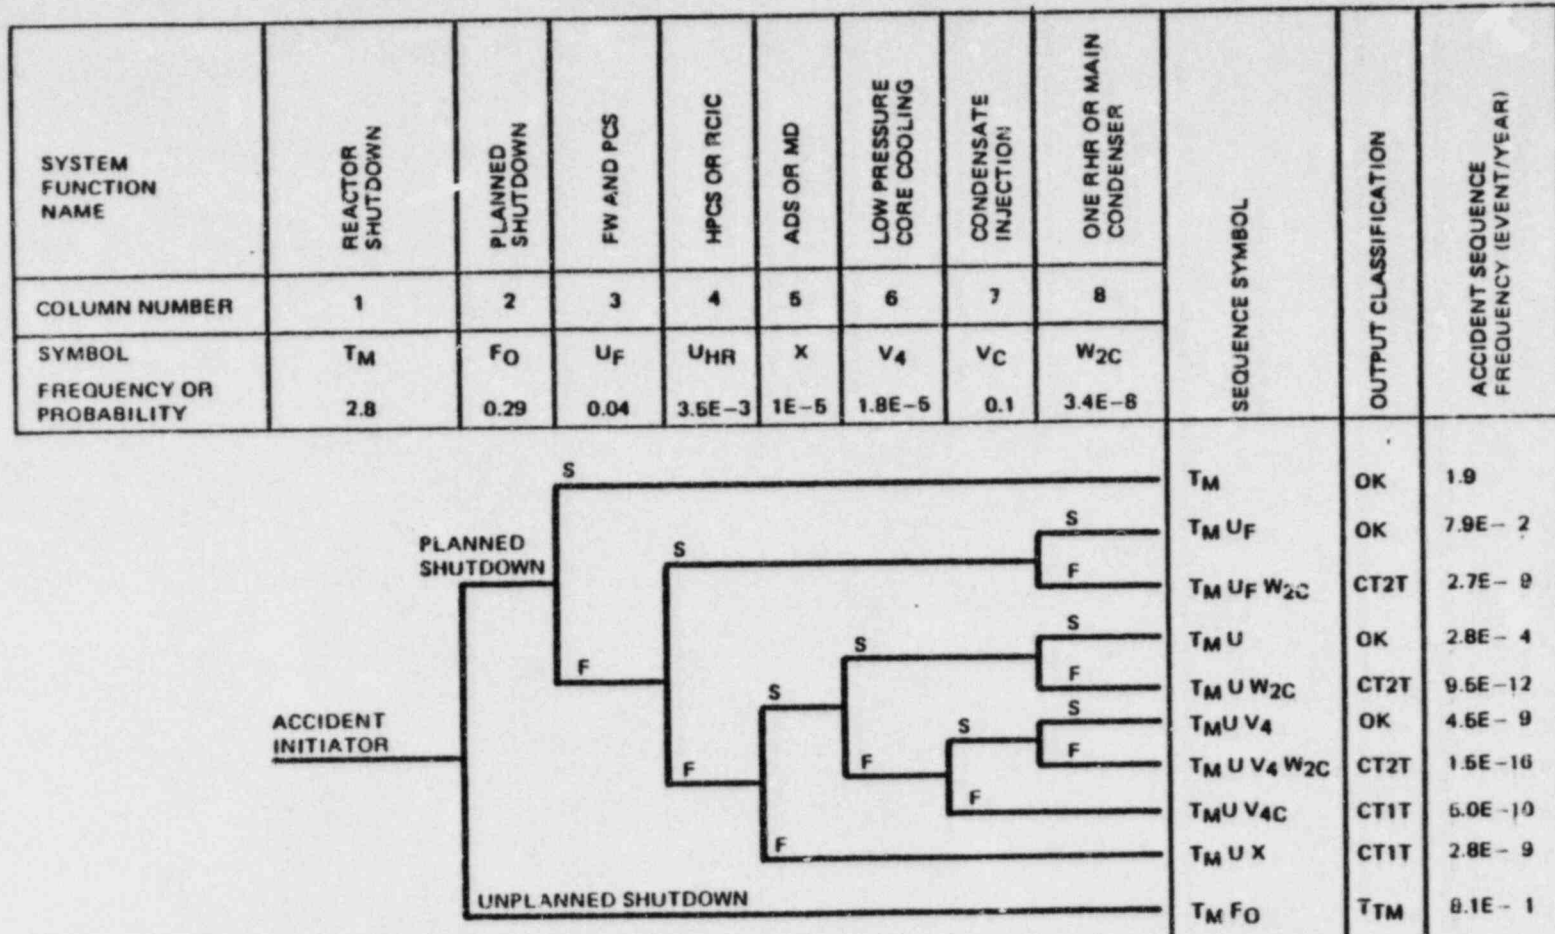 SYSTEM
FUNCTION
NAME
REACTOR
SHUTDOWN
PLANNED
SHUTDOWN
FW AND PCS
HPCS OR RCIC
ADS OR MD
LOW PRESSURE
CORE COOLING
CONDENSATE
INJECTION
ONE RHR OR MAIN
CONDENSER
SEQUENCE SYMBOL
OUTPUT CLASSIFICATION
ACCIDENT SEQUENCE
FREQUENCY (EVENT/YEAR)
COLUMN NUMBER 1 2 3 4 5 6 7 8
SYMBOL TM FO UF UHR X V4 VC W2C
FREQUENCY OR
PROBABILITY 2.8 0.29 0.04 3.5E-3 1E-5 1.8E-5 0.1 3.4E-8
S TM OK 1.9
PLANNED
SHUTDOWN
S S TM UF OK 7.9E-2
F TM UF W2C CT2T 2.7E-9
S S TM U OK 2.8E-4
F F TM U W2C CT2T 9.5E-12
ACCIDENT
INITIATOR
S S S TM U V4 OK 4.5E-9
F F F TM U V4 W2C CT2T 1.5E-16
F TM U V4C CT1T 5.0E-10
F TM U X CT1T 2.8E-9
UNPLANNED SHUTDOWN TM FO TTM 8.1E-1